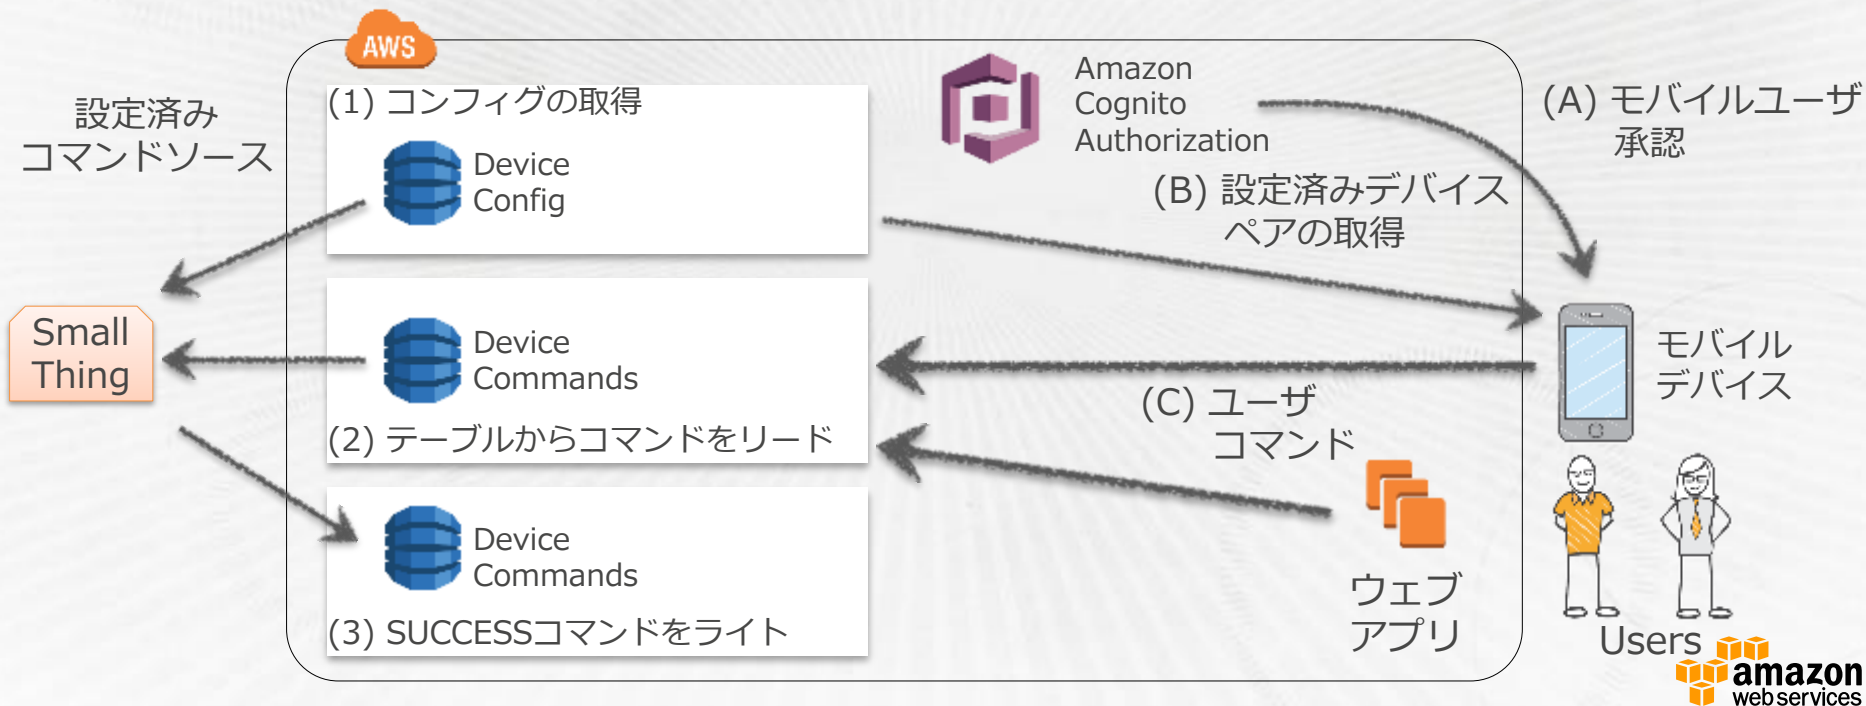 AWS
設定済み
コマンドソース
(1) コンフィグの取得
Device
Config
Amazon
Cognito
Authorization
(A) モバイルユーザ
承認
(B) 設定済みデバイス
ペアの取得
Small
Thing
Device
Commands
(2) テーブルからコマンドをリード
(C) ユーザ
コマンド
モバイル
デバイス
Device
Commands
(3) SUCCESSコマンドをライト
ウェブ
アプリ
Users
amazon
web services